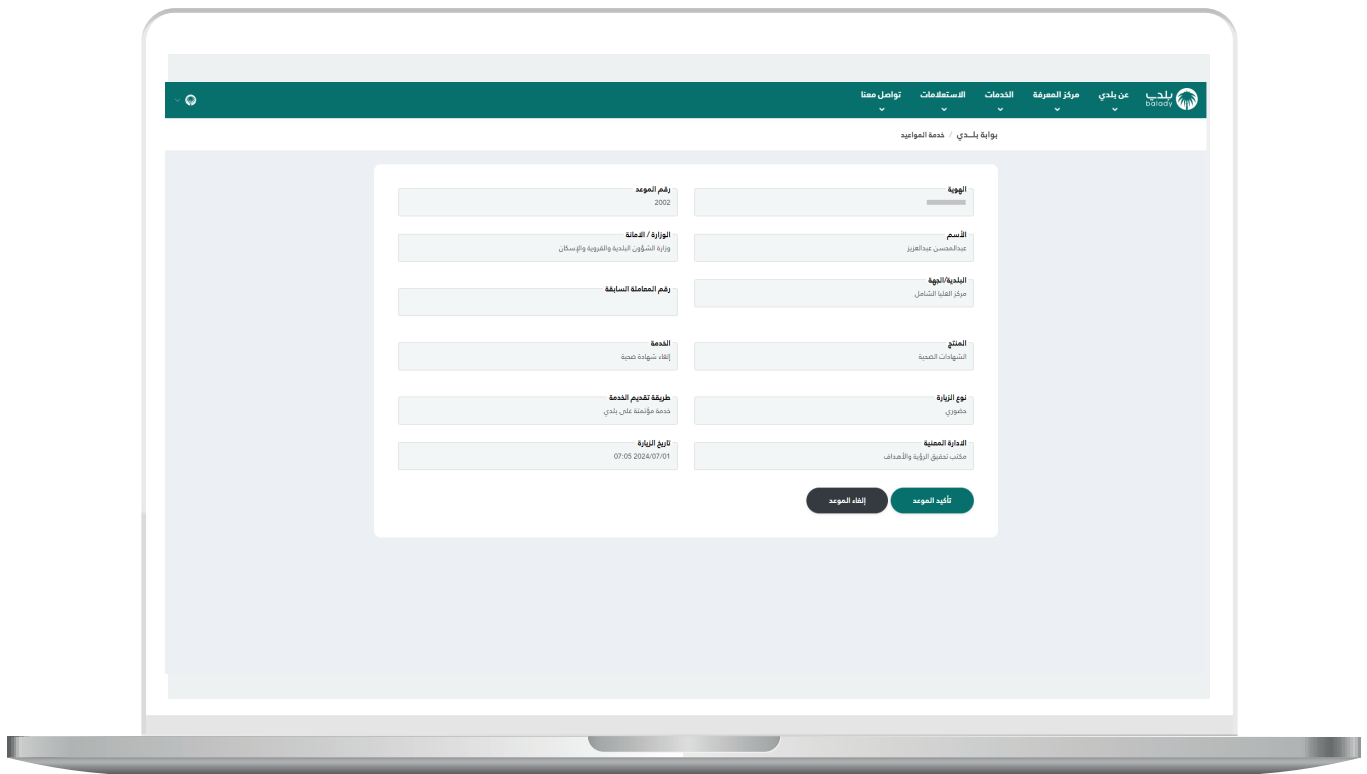 بلدي
balady
عن بلدي
مركز المعرفة
الخدمات
الاستعلامات
تواصل معنا
بوابة بلــدي / خدمة المواعيد
الهوية
رقم الموعد
2002
الأسم
عبدالمحسن عبدالعزيز
الوزارة / الامانة
وزارة الشؤون البلدية والقروية والإسكان
البلدية/الجهة
مركز العليا الشامل
رقم المعاملة السابقة
المنتج
الشهادات الصحية
الخدمة
إلغاء شهادة صحية
نوع الزيارة
حضوري
طريقة تقديم الخدمة
خدمة مؤتمتة على بلدي
الادارة المعنية
مكتب تحقيق الرؤية والأهداف
تاريخ الزيارة
07:05 2024/07/01
تأكيد الموعد
إلغاء الموعد